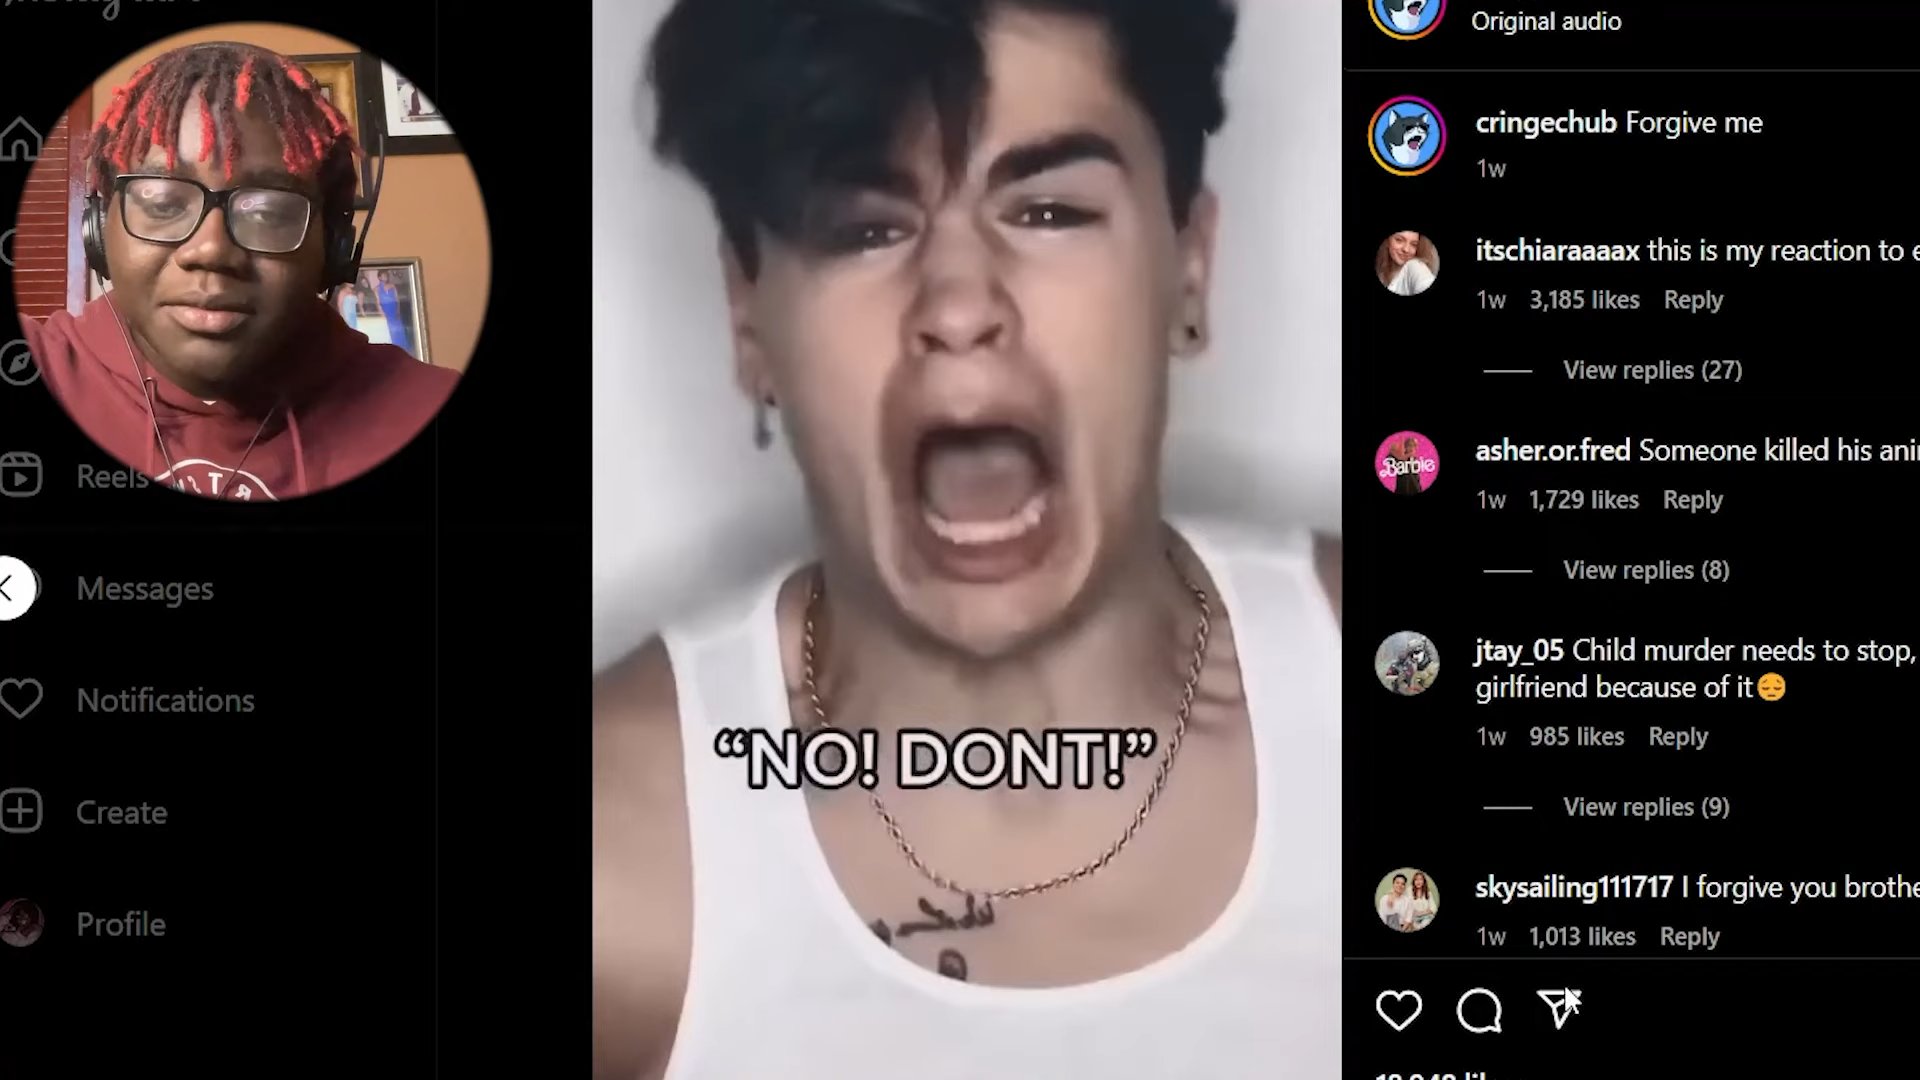 Original audio
cringechub Forgive me
1w
itschiaraaaax this is my reaction to e
1w 3,185 likes Reply
View replies (27)
asher.or.fred Someone killed his ani
Barbie
1w 1,729 likes Reply
View replies (8)
jtay_05 Child murder needs to stop,
girlfriend because of it😔
1w 985 likes Reply
View replies (9)
skysailing111717 I forgive you brothe
1w 1,013 likes Reply
Reels
Messages
Notifications
Create
Profile
“NO! DONT!”